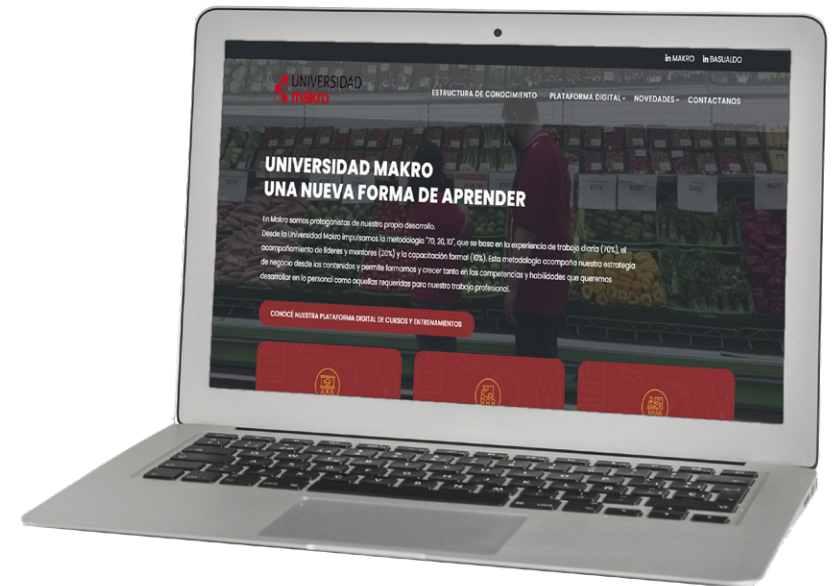 in MAKRO in BASUALDO
UNIVERSIDAD
makro
ESTRUCTURA DE CONOCIMIENTO PLATAFORMA DIGITAL NOVEDADES CONTACTANOS
UNIVERSIDAD MAKRO
UNA NUEVA FORMA DE APRENDER
En Makro somos protagonistas de nuestro propio desarrollo.
Desde la Universidad Makro impulsamos la metodología "70, 20, 10", que se basa en la experiencia de trabajo diaria (70%), el
acompañamiento de líderes y mentores (20%) y la capacitación formal (10%). Esta metodología acompaña nuestra estrategia
de negocio desde los contenidos y permite formarnos y crecer tanto en las competencias y habilidades que queremos
desarrollar en lo personal como aquellas requeridas para nuestro trabajo profesional.
CONOCÉ NUESTRA PLATAFORMA DIGITAL DE CURSOS Y ENTRENAMIENTOS